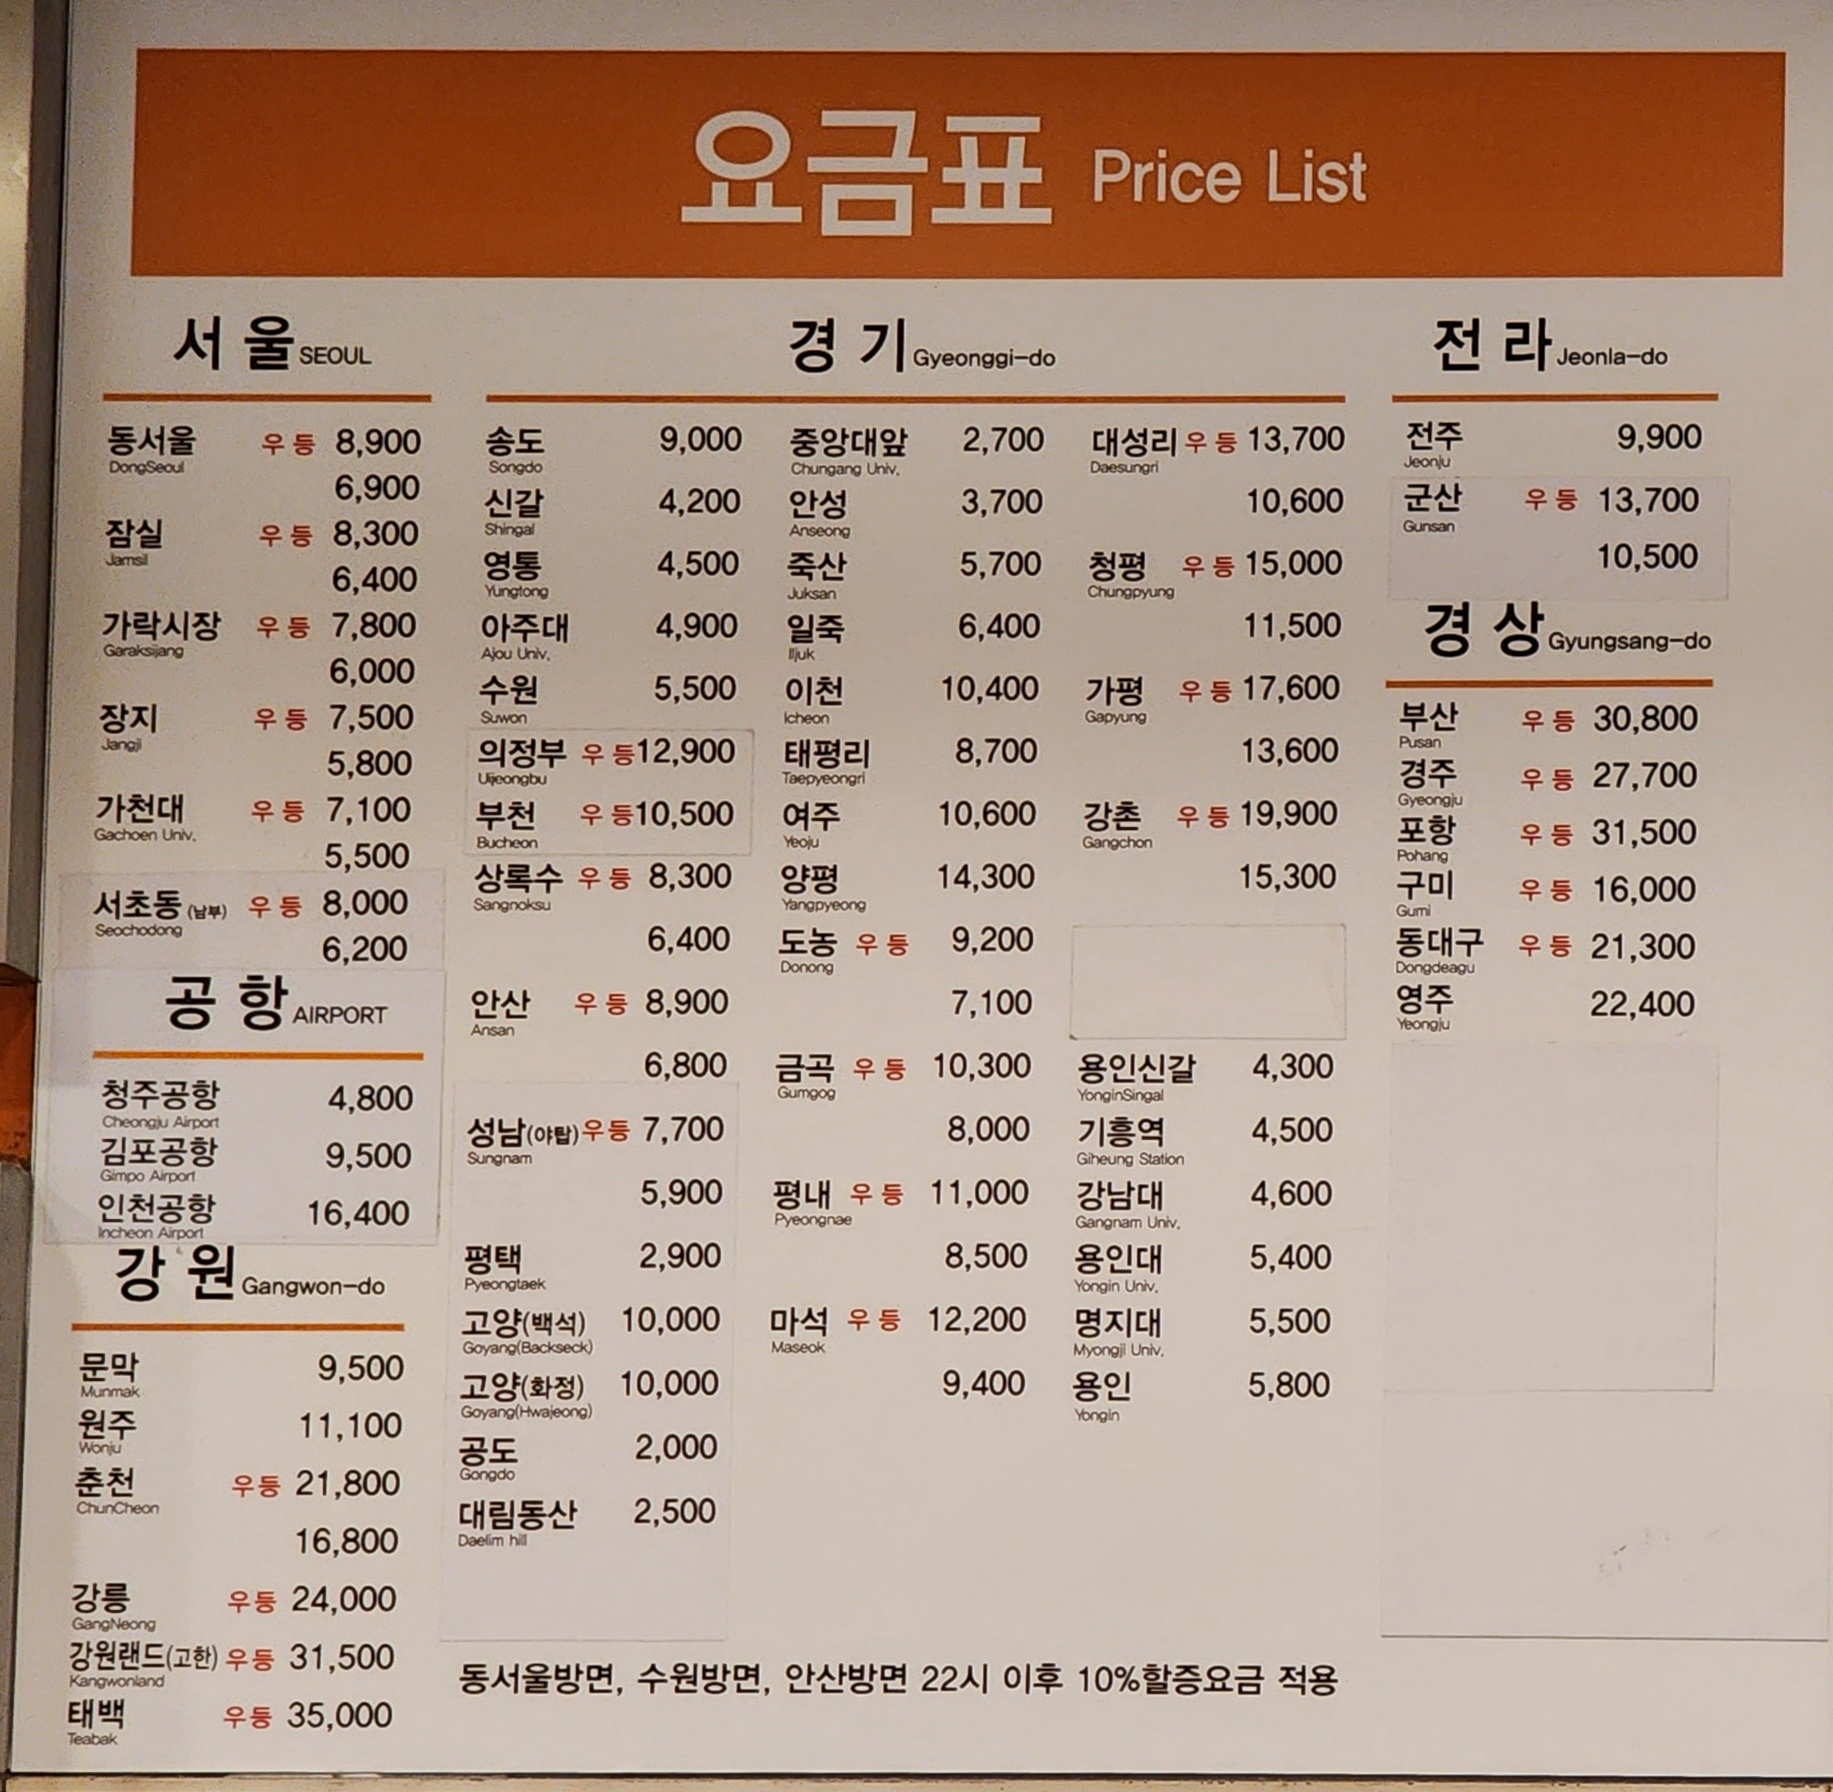 요금표 Price List
서울 SEOUL
동서울 우등 8,900
DongSeoul
6,900
잠실 우등 8,300
Jamsil
6,400
가락시장 우등 7,800
Garaksijang
6,000
장지 우등 7,500
Jangji
5,800
가천대 우등 7,100
Gachoen Univ.
5,500
서초동(남부) 우등 8,000
Seochodong
6,200
공항 AIRPORT
청주공항 4,800
Cheongju Airport
김포공항 9,500
Gimpo Airport
인천공항 16,400
Incheon Airport
강원 Gangwon-do
문막 9,500
Munmak
원주 11,100
Wonju
춘천 우등 21,800
ChunCheon
16,800
강릉 우등 24,000
GangNeong
강원랜드(고한) 우등 31,500
Kangwonland
태백 우등 35,000
Teabak
경기 Gyeonggi-do
송도 9,000
Songdo
신갈 4,200
Shingal
영통 4,500
Yungtong
아주대 4,900
Ajou Univ.
수원 5,500
Suwon
의정부 우등 12,900
Uijeongbu
부천 우등 10,500
Bucheon
상록수 우등 8,300
Sangnoksu
6,400
안산 우등 8,900
Ansan
6,800
성남(야탑) 우등 7,700
Sungnam
5,900
평택 2,900
Pyeongtaek
고양(백석) 10,000
Goyang(Backseck)
고양(화정) 10,000
Goyang(Hwajeong)
공도 2,000
Gongdo
대림동산 2,500
Daelim hill
중앙대앞 2,700
Chungang Univ.
안성 3,700
Anseong
죽산 5,700
Juksan
일죽 6,400
Iljuk
이천 10,400
Icheon
태평리 8,700
Taepyeongri
여주 10,600
Yeoju
양평 14,300
Yangpyeong
도농 우등 9,200
Donong
7,100
금곡 우등 10,300
Gumgog
8,000
평내 우등 11,000
Pyeongnae
8,500
마석 우등 12,200
Maseok
9,400
대성리 우등 13,700
Daesungri
10,600
청평 우등 15,000
Chungpyung
11,500
가평 우등 17,600
Gapyung
13,600
강촌 우등 19,900
Gangchon
15,300
용인신갈 4,300
YonginSingal
기흥역 4,500
Giheung Station
강남대 4,600
Gangnam Univ.
용인대 5,400
Yongin Univ.
명지대 5,500
Myongji Univ.
용인 5,800
Yongin
전라 Jeonla-do
전주 9,900
Jeonju
군산 우등 13,700
Gunsan
10,500
경상 Gyungsang-do
부산 우등 30,800
Pusan
경주 우등 27,700
Gyeongju
포항 우등 31,500
Pohang
구미 우등 16,000
Gumi
동대구 우등 21,300
Dongdeagu
영주 22,400
Yeongju
동서울방면, 수원방면, 안산방면 22시 이후 10%할증요금 적용